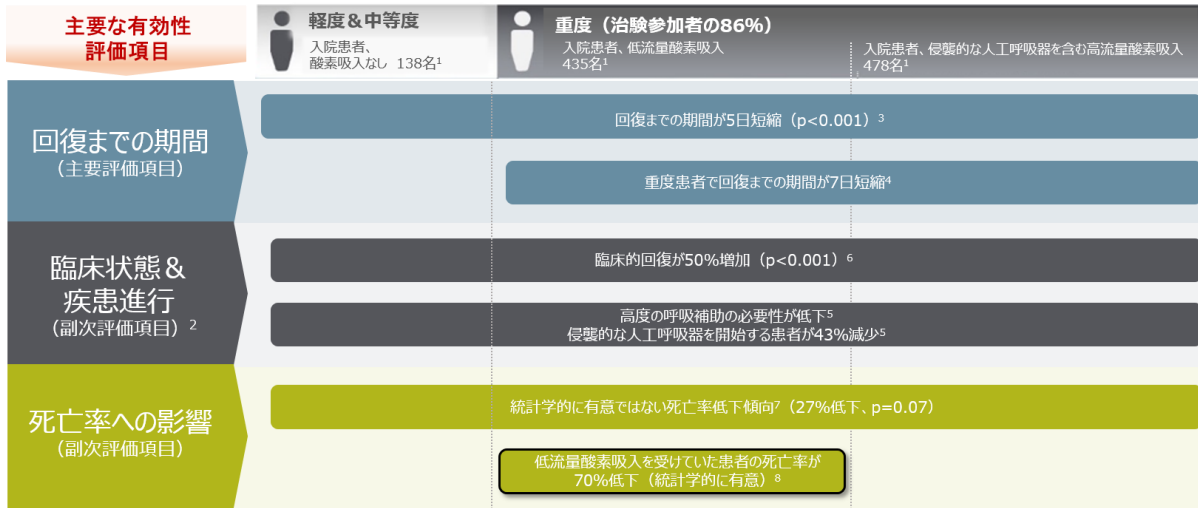 主要な有効性
評価項目
軽度＆中等度
入院患者、
酸素吸入なし 138名¹
重度（治験参加者の86%）
入院患者、低流量酸素吸入
435名¹
入院患者、侵襲的な人工呼吸器を含む高流量酸素吸入
478名¹
回復までの期間
（主要評価項目）
回復までの期間が5日短縮（p<0.001）³
重度患者で回復までの期間が7日短縮⁴
臨床状態＆
疾患進行
（副次評価項目）²
臨床的回復が50%増加（p<0.001）⁶
高度の呼吸補助の必要性が低下⁵
侵襲的な人工呼吸器を開始する患者が43%減少⁵
死亡率への影響
（副次評価項目）
統計学的に有意ではない死亡率低下傾向⁷（27%低下、p=0.07）
低流量酸素吸入を受けていた患者の死亡率が
70%低下（統計学的に有意）⁸